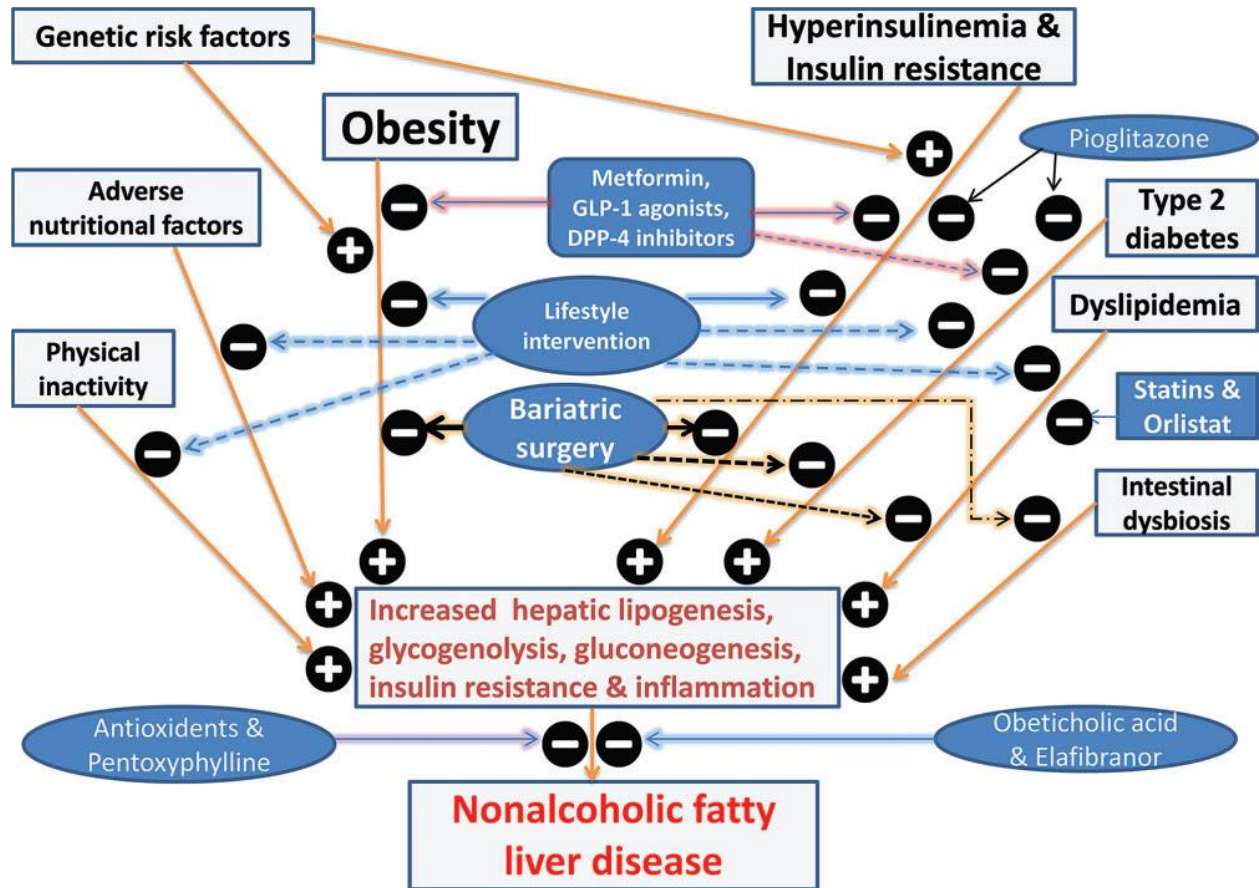 Genetic risk factors
Hyperinsulinemia &
Insulin resistance
Obesity
Pioglitazone
Adverse
nutritional factors
Metformin,
GLP-1 agonists,
DPP-4 inhibitors
Type 2
diabetes
Lifestyle
intervention
Dyslipidemia
Physical
inactivity
Bariatric
surgery
Statins &
Orlistat
Intestinal
dysbiosis
Increased hepatic lipogenesis,
glycogenolysis, gluconeogenesis,
insulin resistance & inflammation
Antioxidents &
Pentoxyphylline
Obeticholic acid
& Elafibranor
Nonalcoholic fatty
liver disease